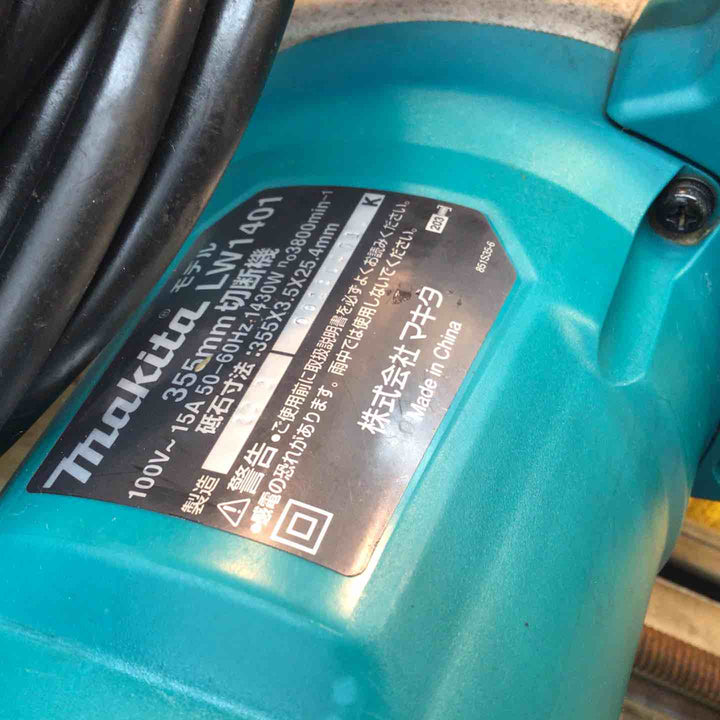 makita® モデル LW1401
355mm 切断機
100V～ 15A 50-60Hz 1430W n₀3800min⁻¹
砥石寸法:355X3.5X25.4mm
製造 K
警告 ●ご使用前に取扱説明書を必ずよくお読みください。
●感電の恐れがあります。雨中では使用しないでください。
株式会社 マキタ
Made in China
203
851S35-6